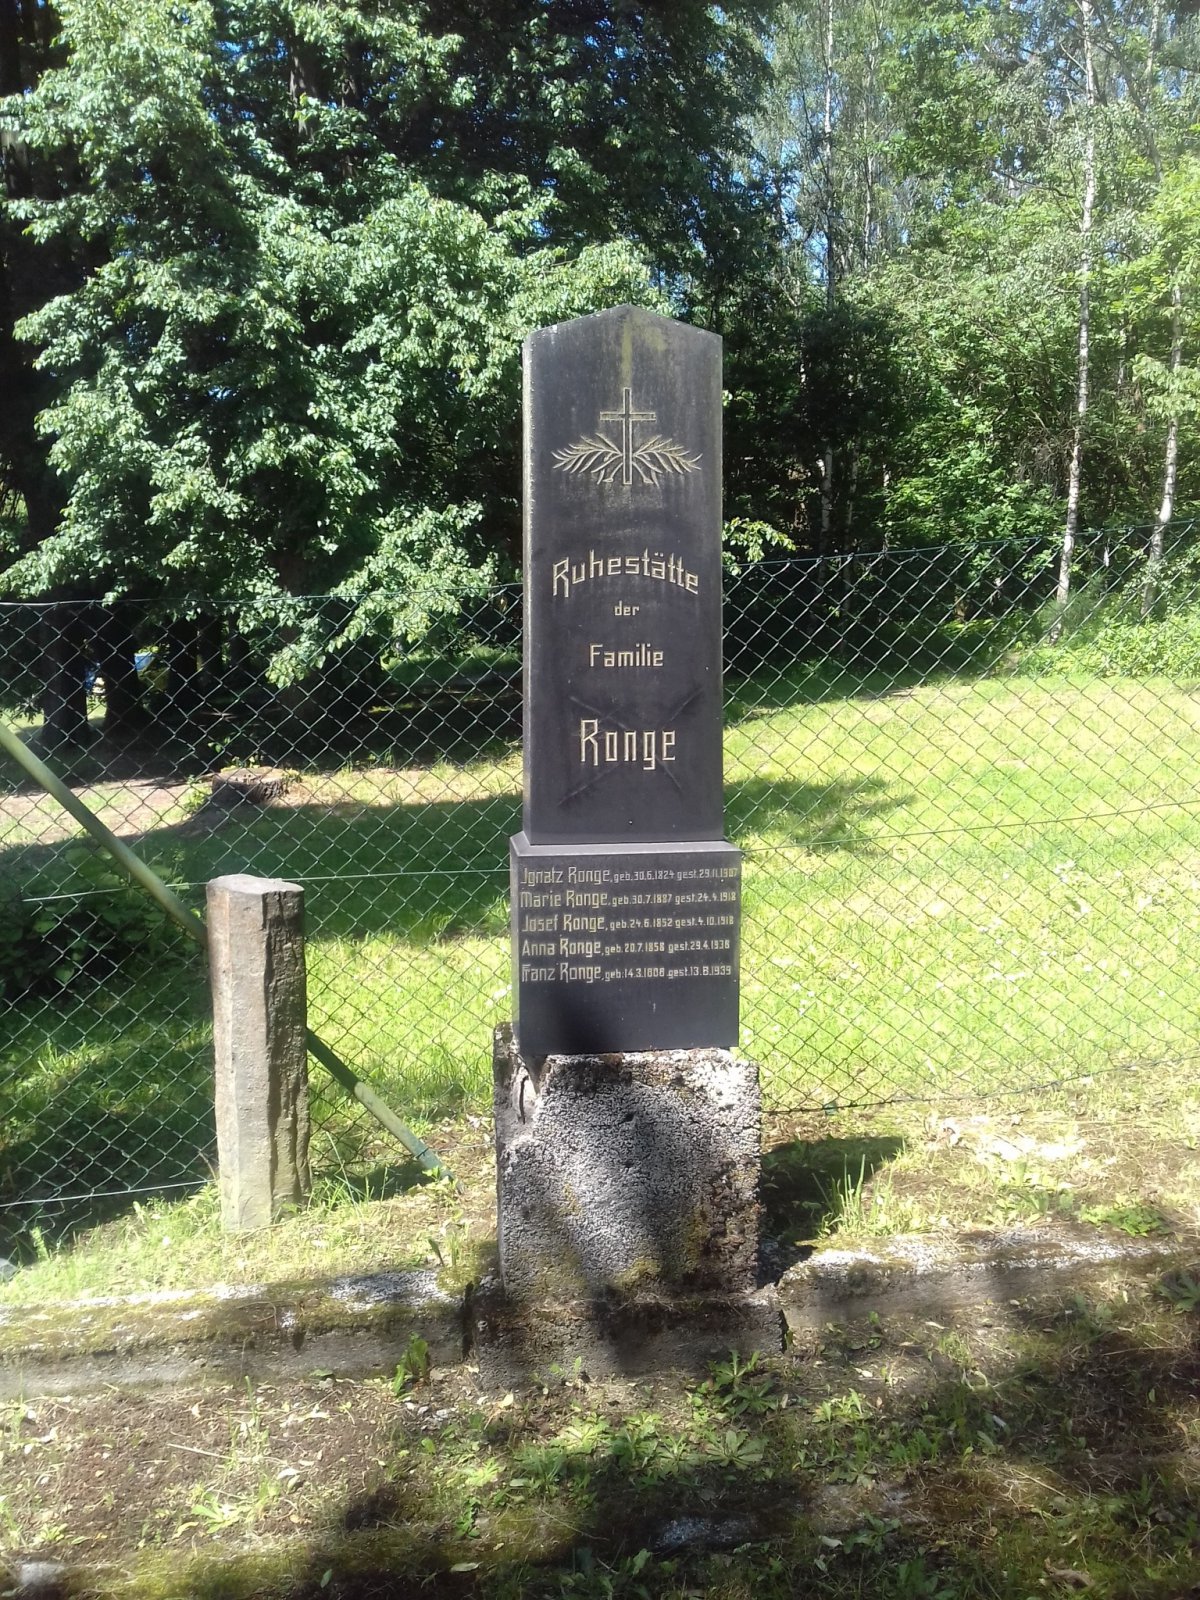 Ruhestätte
der
Familie
Ronge
Ignatz Ronge, geb. 30.6.1824 gest. 29.11.1907
Marie Ronge, geb. 30.7.1887 gest. 24.4.1918
Josef Ronge, geb. 24.6.1852 gest. 4.10.1918
Anna Ronge, geb. 20.7.1858 gest. 29.4.1938
Franz Ronge, geb. 14.3.1808 gest. 13.8.1939